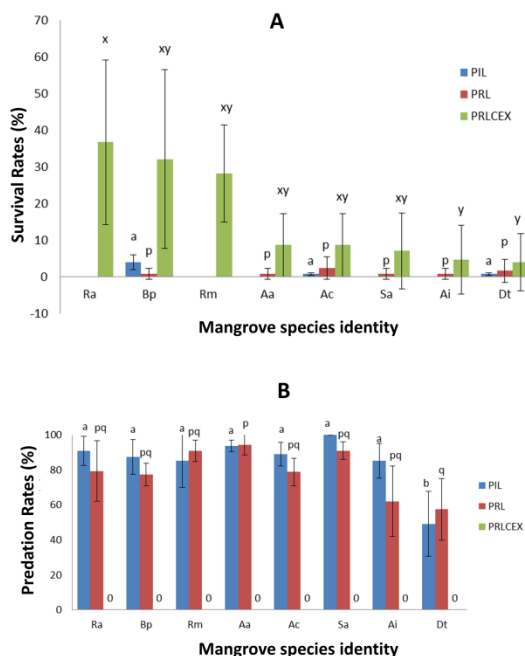 A
70
60
50
40
30
20
10
0
-10
Survival Rates (%)
x
xy
xy
xy
xy
xy
y
y
a
p
p
a
p
p
p
a
p
PIL
PRL
PRLCEX
Ra
Bp
Rm
Aa
Ac
Sa
Ai
Dt
Mangrove species identity
B
100
80
60
40
20
0
Predation Rates (%)
a
pq
0
a
pq
0
a
pq
0
a
p
0
a
pq
0
a
pq
0
a
pq
0
b
q
0
PIL
PRL
PRLCEX
Ra
Bp
Rm
Aa
Ac
Sa
Ai
Dt
Mangrove species identity